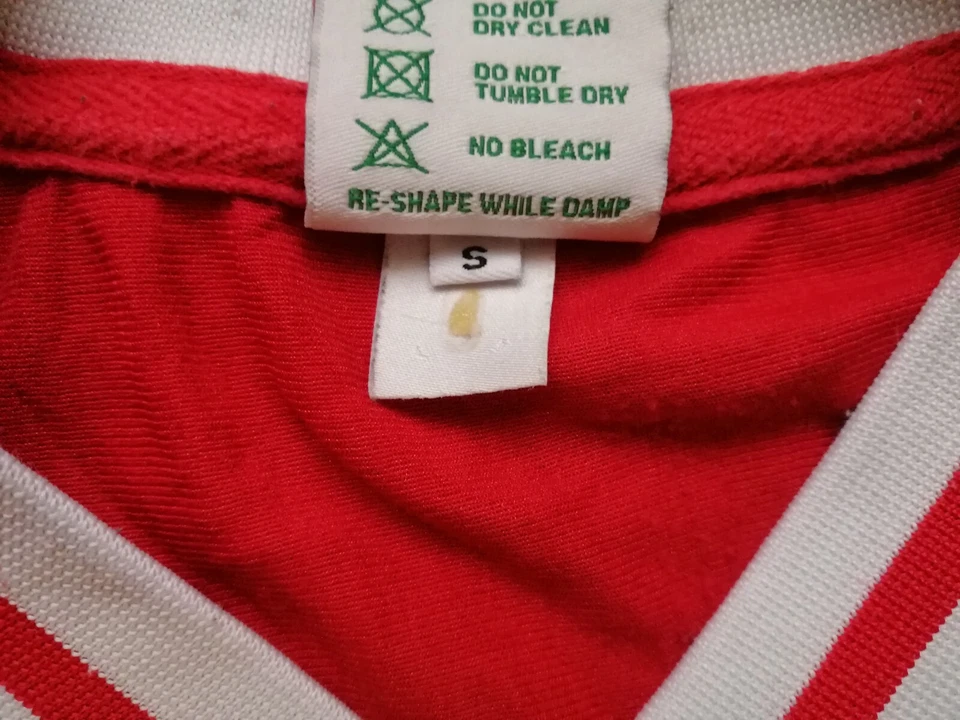 DO NOT
DRY CLEAN
DO NOT
TUMBLE DRY
NO BLEACH
RE-SHAPE WHILE DAMP
S